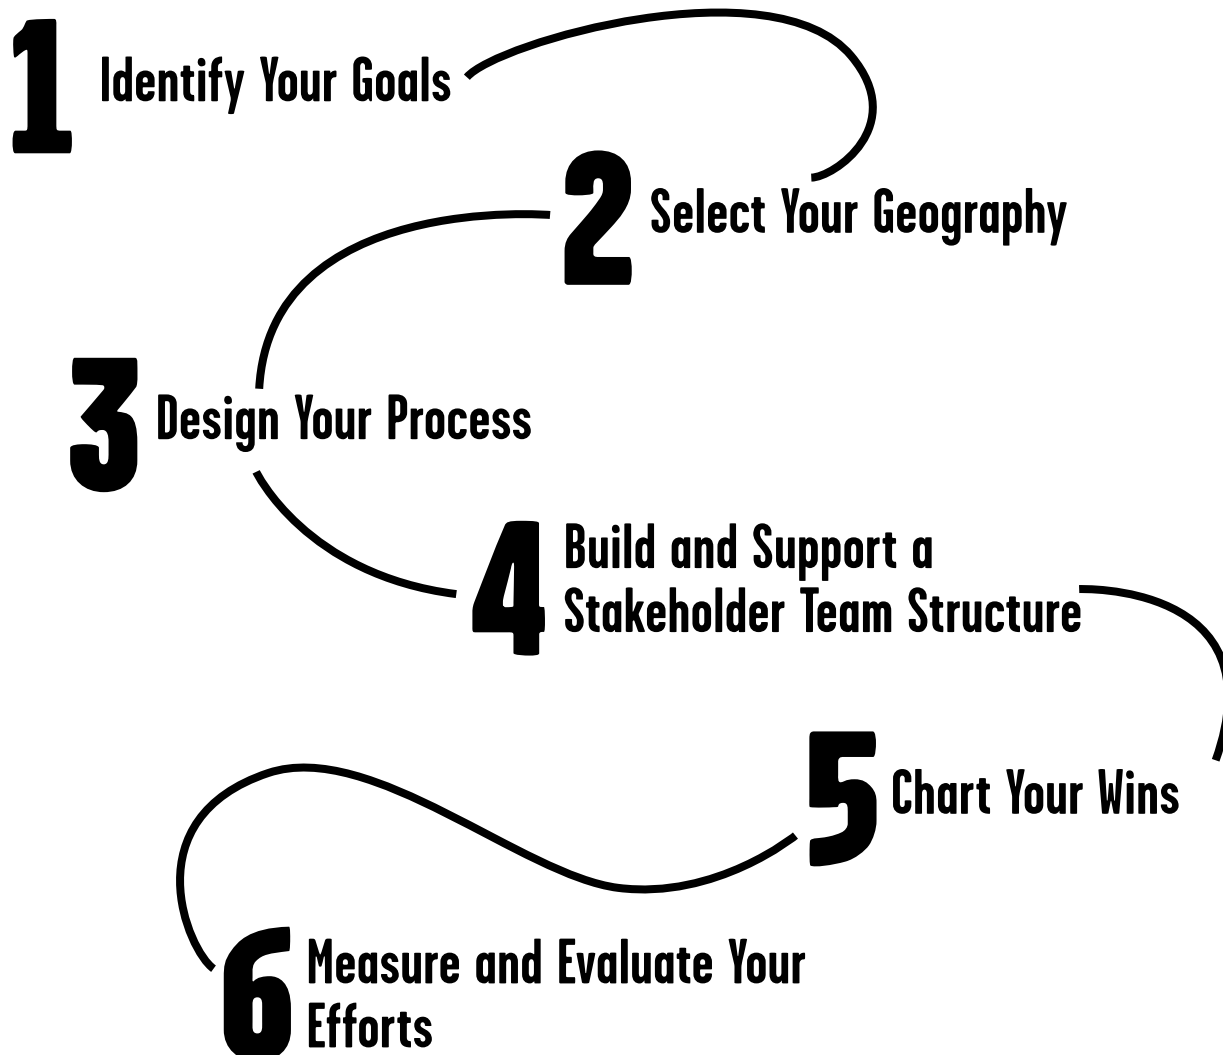 1 Identify Your Goals
2 Select Your Geography
3 Design Your Process
4 Build and Support a
Stakeholder Team Structure
5 Chart Your Wins
6 Measure and Evaluate Your
Efforts